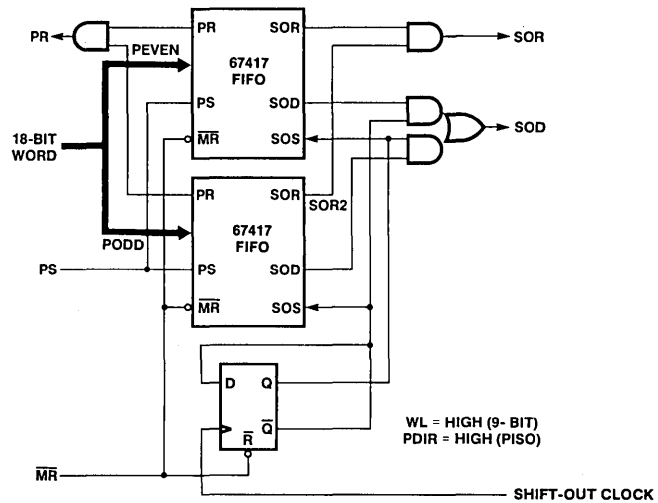 PR
PR
PEVEN
67417
FIFO
SOR
SOR
PS
SOD
SOD
MR
SOS
18-BIT
WORD
PR
SOR
SOR2
67417
FIFO
PODD
PS
PS
SOD
MR
SOS
D
Q
R
Q
WL = HIGH (9- BIT)
PDIR = HIGH (PISO)
MR
SHIFT-OUT CLOCK